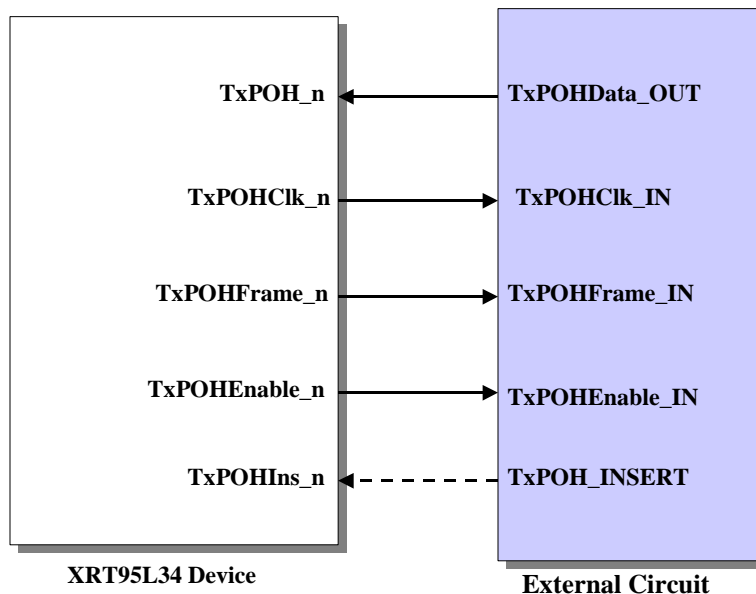 TxPOH_n
TxPOHData_OUT
TxPOHClk_n
TxPOHClk_IN
TxPOHFrame_n
TxPOHFrame_IN
TxPOHEnable_n
TxPOHEnable_IN
TxPOHIns_n
TxPOH_INSERT
XRT95L34 Device
External Circuit